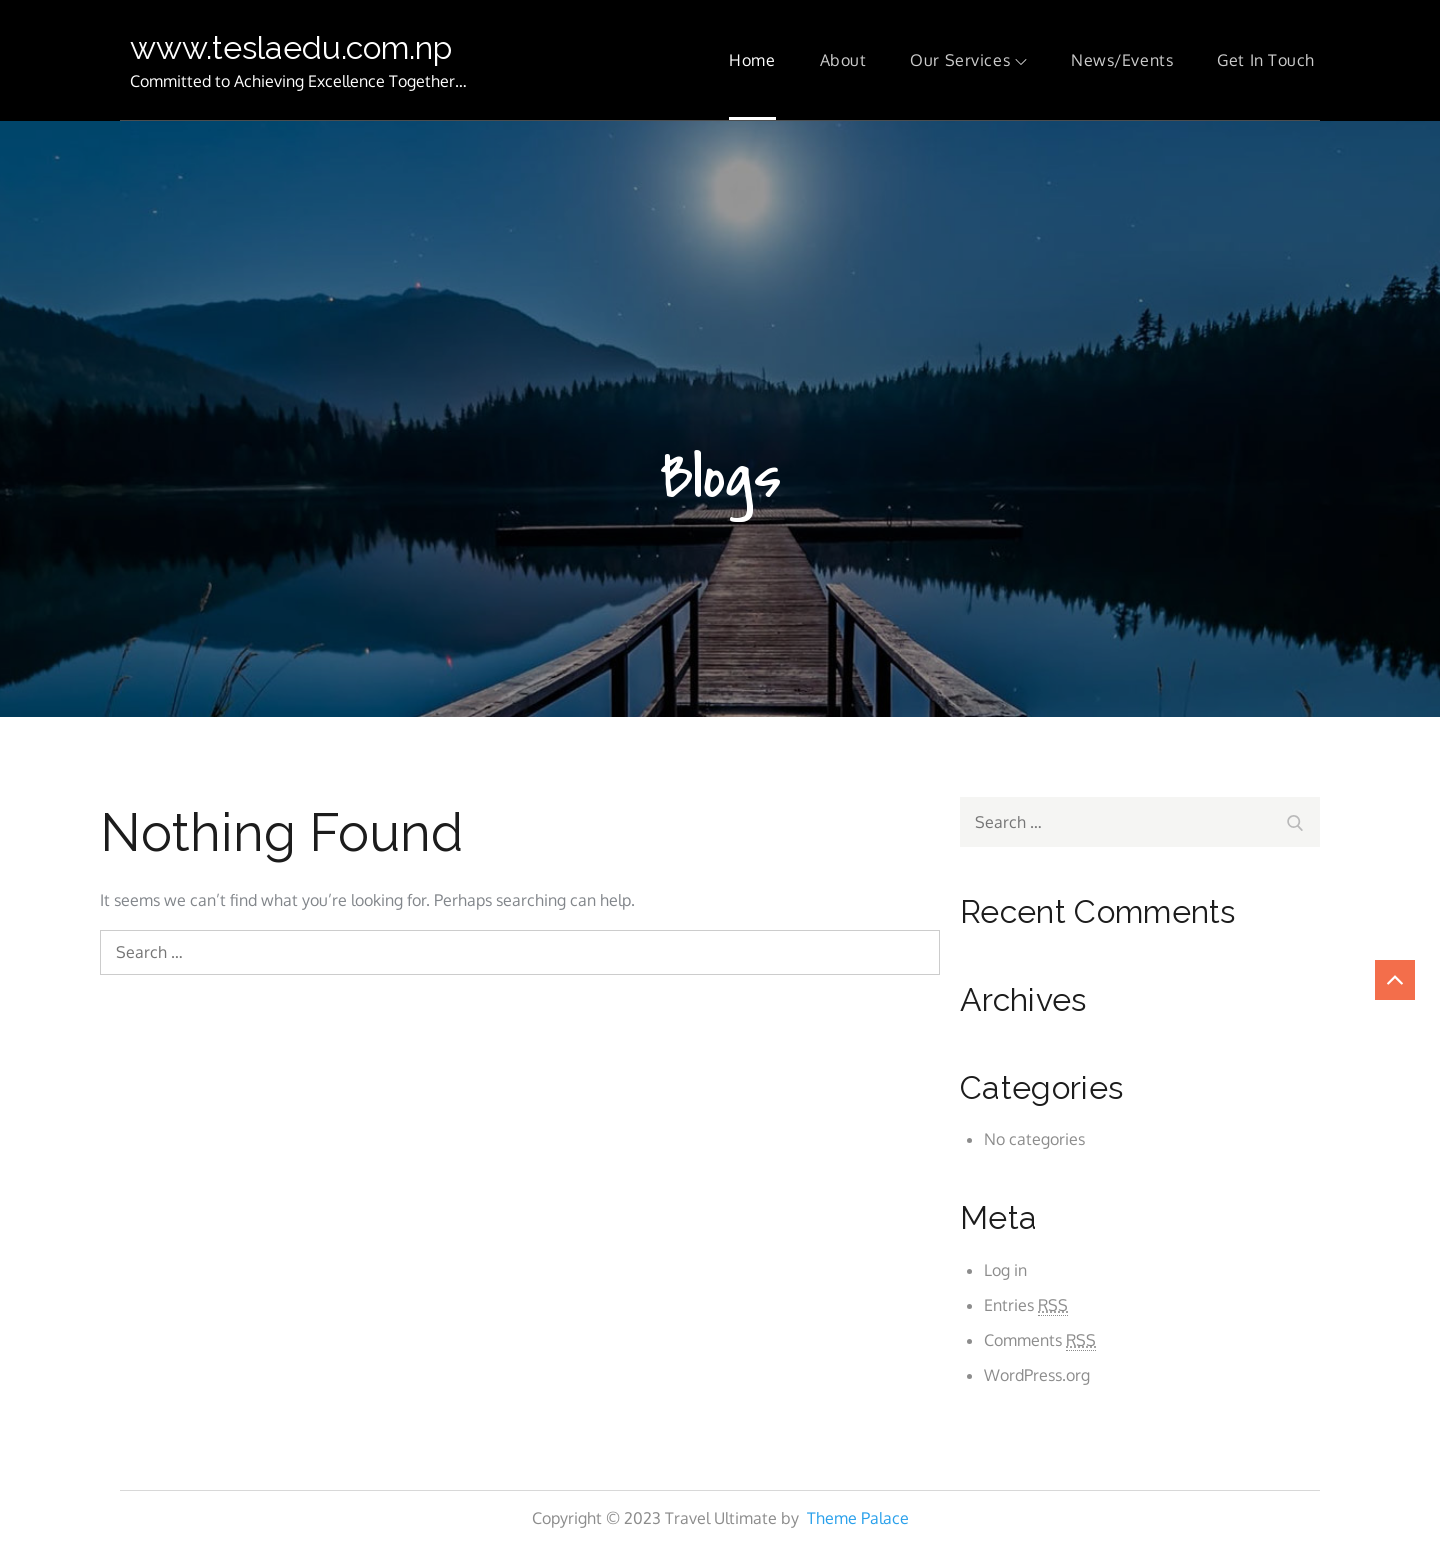 www.teslaedu.com.np
Committed to Achieving Excellence Together...
Home
About
Our Services
News/Events
Get In Touch
Blogs
Nothing Found
It seems we can’t find what you’re looking for. Perhaps searching can help.
Search ...
Search ...
Recent Comments
Archives
Categories
No categories
Meta
Log in
Entries RSS
Comments RSS
WordPress.org
Copyright © 2023 Travel Ultimate by Theme Palace